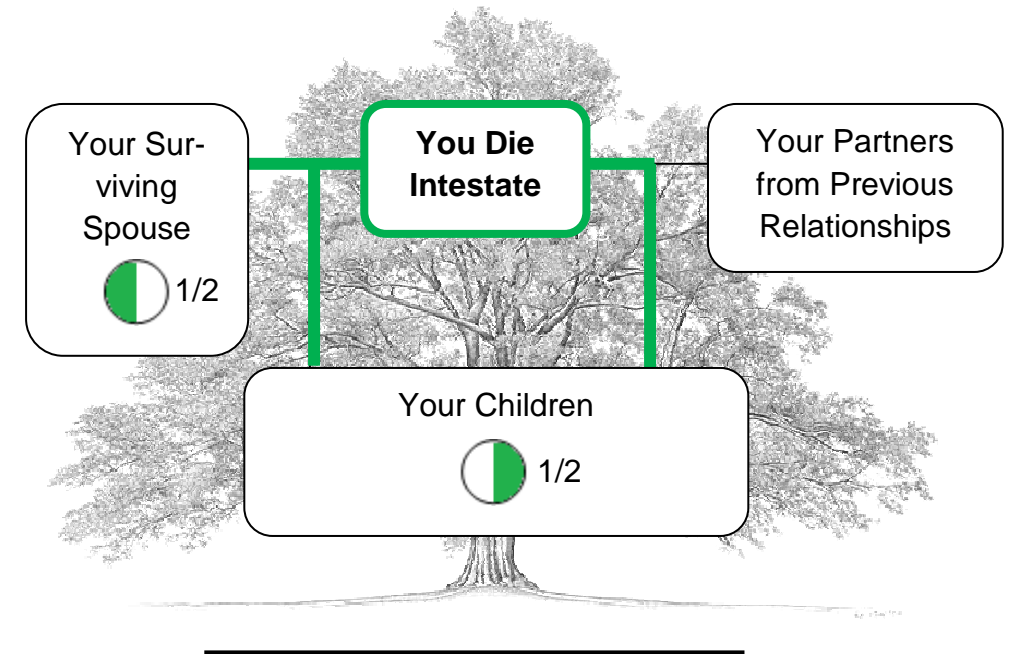 Your Sur-
viving
Spouse
1/2
You Die
Intestate
Your Partners
from Previous
Relationships
Your Children
1/2